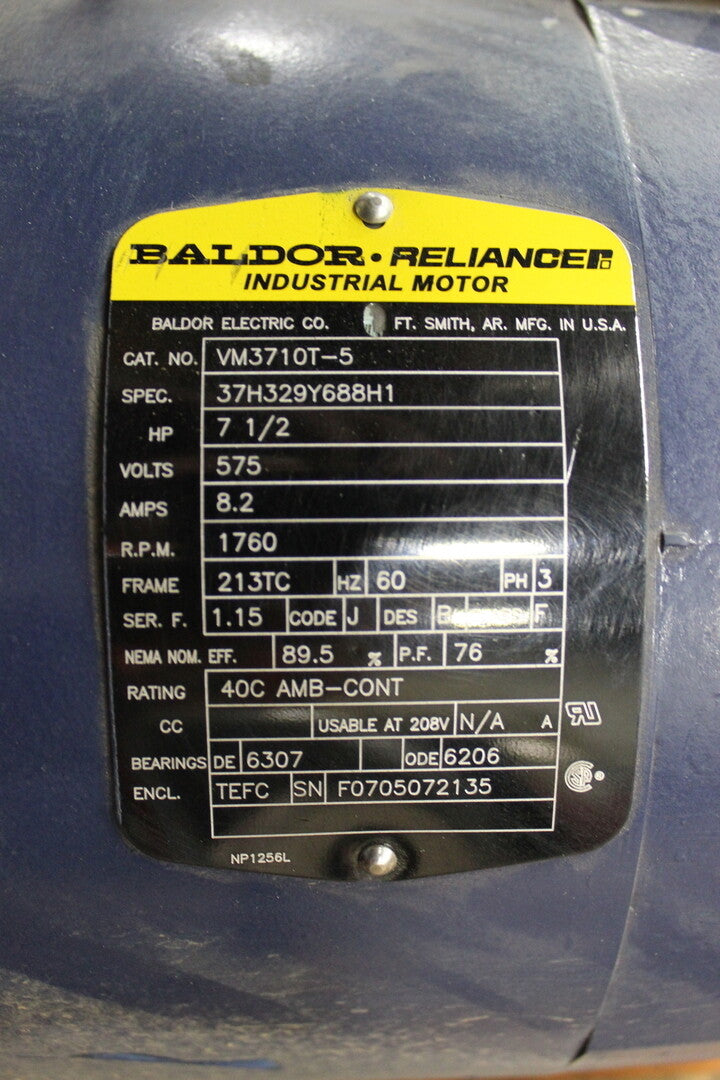 BALDOR • RELIANCE
INDUSTRIAL MOTOR
BALDOR ELECTRIC CO. FT. SMITH, AR. MFG. IN U.S.A.
CAT. NO. VM3710T-5
SPEC. 37H329Y688H1
HP 7 1/2
VOLTS 575
AMPS 8.2
R.P.M. 1760
FRAME 213TC HZ 60 PH 3
SER. F. 1.15 CODE J DES B CLASS F
NEMA NOM. EFF. 89.5 % P.F. 76 %
RATING 40C AMB-CONT
CC USABLE AT 208V N/A A
BEARINGS DE 6307 ODE 6206
ENCL. TEFC SN F0705072135
NP1256L